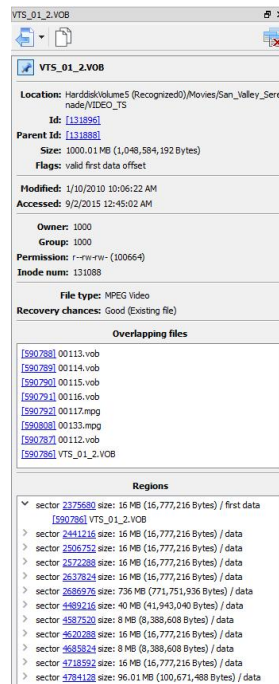 VTS_01_2.VOB
VTS_01_2.VOB
Location: HarddiskVolume5 (Recognized0)/Movies/San_Valley_Sere
nade/VIDEO_TS
Id: [131896]
Parent Id: [131888]
Size: 1000.01 MB (1,048,584,192 Bytes)
Flags: valid first data offset
Modified: 1/10/2010 10:06:22 AM
Accessed: 9/2/2015 12:45:02 AM
Owner: 1000
Group: 1000
Permission: r--rw-rw- (100664)
Inode num: 131088
File type: MPEG Video
Recovery chances: Good (Existing file)
Overlapping files
[590788] 00113.vob
[590789] 00114.vob
[590790] 00115.vob
[590791] 00116.vob
[590792] 00117.mpg
[590808] 00133.mpg
[590787] 00112.vob
[590786] VTS_01_2.VOB
Regions
sector 2375680 size: 16 MB (16,777,216 Bytes) / first data
[590786] VTS_01_2.VOB
sector 2441216 size: 16 MB (16,777,216 Bytes) / data
sector 2506752 size: 16 MB (16,777,216 Bytes) / data
sector 2572288 size: 16 MB (16,777,216 Bytes) / data
sector 2637824 size: 16 MB (16,777,216 Bytes) / data
sector 2686976 size: 736 MB (771,751,936 Bytes) / data
sector 4489216 size: 40 MB (41,943,040 Bytes) / data
sector 4587520 size: 8 MB (8,388,608 Bytes) / data
sector 4620288 size: 16 MB (16,777,216 Bytes) / data
sector 4685824 size: 8 MB (8,388,608 Bytes) / data
sector 4718592 size: 16 MB (16,777,216 Bytes) / data
sector 4784128 size: 96.01 MB (100,671,488 Bytes) / data